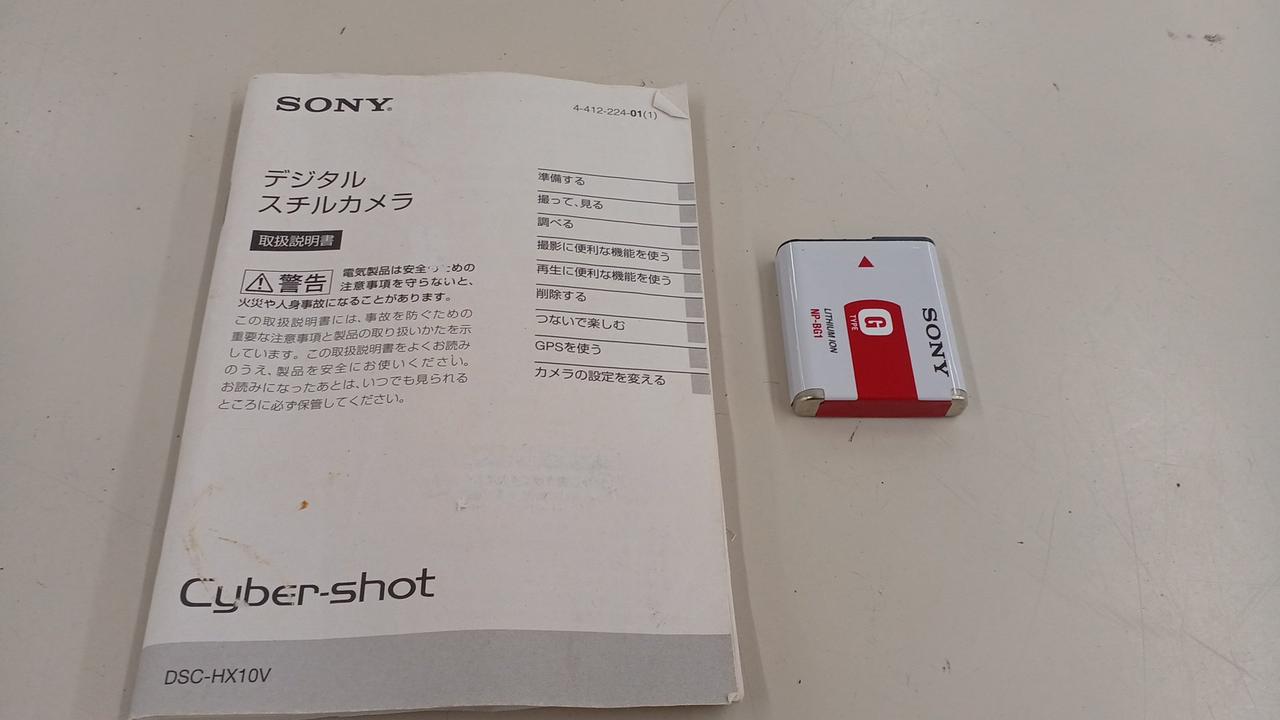 SONY®
4-412-224-01(1)
デジタル
スチルカメラ
取扱説明書
⚠警告
電気製品は安全 ための
注意事項を守らないと、
火災や人身事故になることがあります。
この取扱説明書には、事故を防ぐための
重要な注意事項と製品の取り扱いかたを示
しています。この取扱説明書をよくお読み
のうえ、製品を安全にお使いください。
お読みになったあとは、いつでも見られる
ところに必ず保管してください。
準備する
撮って、見る
調べる
撮影に便利な機能を使う
再生に便利な機能を使う
削除する
つないで楽しむ
GPSを使う
カメラの設定を変える
Cyber-shot
DSC-HX10V
SONY
G
TYPE
LITHIUM ION
NP-BG1